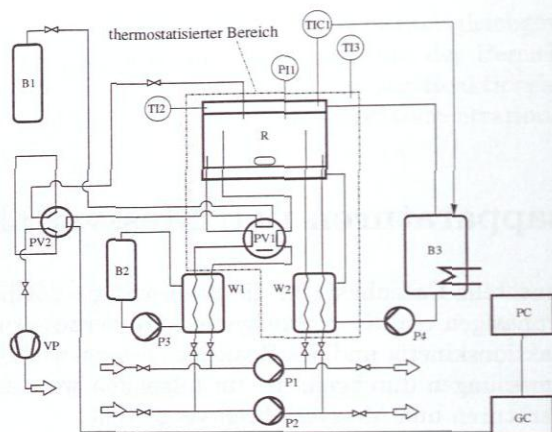 TIC1
thermostatisierter Bereich
TI3
PI1
TI2
B1
R
PV2
PV1
B2
B3
W1
W2
PC
P3
P4
VP
P1
P2
GC